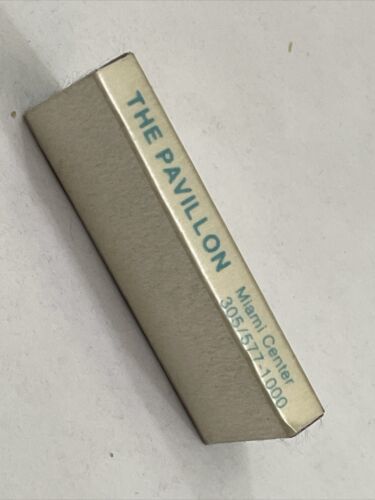 THE PAVILLON
Miami Center
305/577-1000